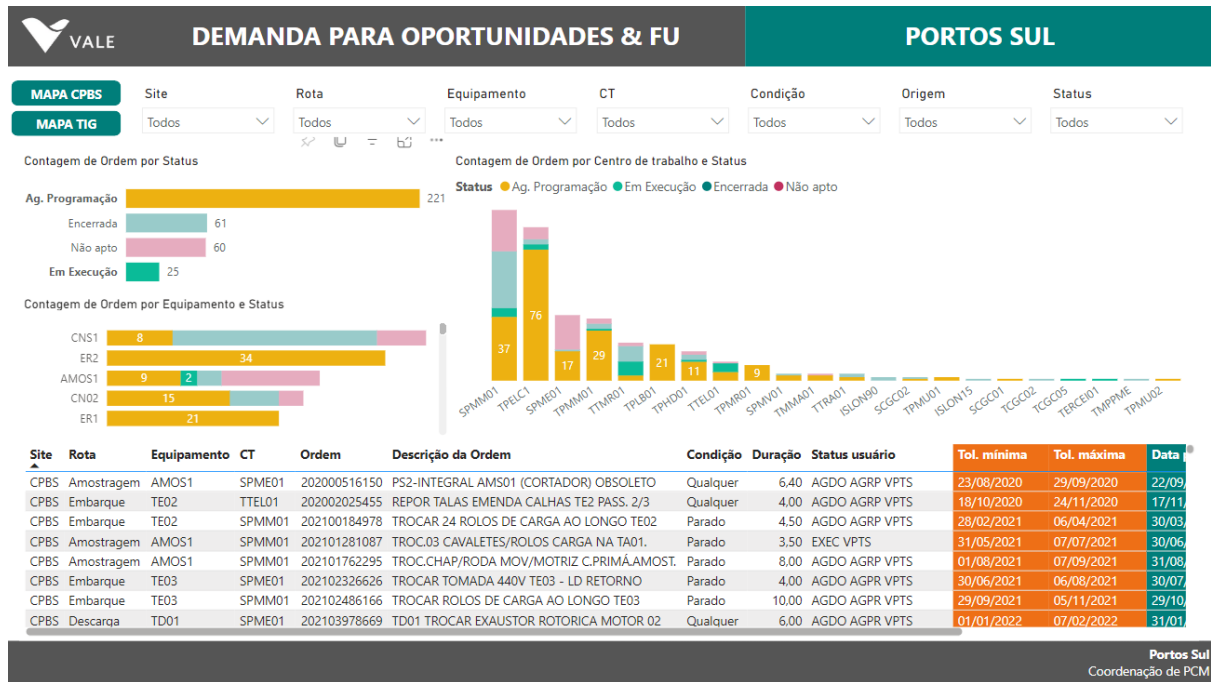 VALE
DEMANDA PARA OPORTUNIDADES & FU
PORTOS SUL
MAPA CPBS
MAPA TIG
Site Rota Equipamento CT Condição Origem Status
Todos Todos Todos Todos Todos Todos Todos
Contagem de Ordem por Status
Ag. Programação 221
Encerrada 61
Não apto 60
Em Execução 25
Contagem de Ordem por Equipamento e Status
CNS1 8
ER2 34
AMOS1 9 2
CN02 15
ER1 21
Contagem de Ordem por Centro de trabalho e Status
Status Ag. Programação Em Execução Encerrada Não apto
37 76 17 29 21 11 9
SPMM01 TPELC1 SPME01 TPMM01 TTMR01 TPLB01 TPHD01 TTEL01 TPMR01 SPMV01 TMMA01 TTRA01 ISLON90 SCGC02 TPMU01 ISLON15 SCGC01 TCGC02 TCGC05 TERCEI01 TMPPME TPMU02
Site Rota Equipamento CT Ordem Descrição da Ordem Condição Duração Status usuário Tol. mínima Tol. máxima Data
CPBS Amostragem AMOS1 SPME01 202000516150 PS2-INTEGRAL AMS01 (CORTADOR) OBSOLETO Qualquer 6,40 AGDO AGRP VPTS 23/08/2020 29/09/2020 22/09/
CPBS Embarque TE02 TTEL01 202002025455 REPOR TALAS EMENDA CALHAS TE2 PASS. 2/3 Qualquer 4,00 AGDO AGRP VPTS 18/10/2020 24/11/2020 17/11/
CPBS Embarque TE02 SPMM01 202100184978 TROCAR 24 ROLOS DE CARGA AO LONGO TE02 Parado 4,50 AGDO AGPR VPTS 28/02/2021 06/04/2021 30/03/
CPBS Amostragem AMOS1 SPMM01 202101281087 TROC.03 CAVALETES/ROLOS CARGA NA TA01. Parado 3,50 EXEC VPTS 31/05/2021 07/07/2021 30/06/
CPBS Amostragem AMOS1 SPMM01 202101762295 TROC.CHAP/RODA MOV/MOTRIZ C.PRIMÁ.AMOST. Parado 8,00 AGDO AGPR VPTS 01/08/2021 07/09/2021 31/08/
CPBS Embarque TE03 SPME01 202102326626 TROCAR TOMADA 440V TE03 - LD RETORNO Parado 4,00 AGDO AGPR VPTS 30/06/2021 06/08/2021 30/07/
CPBS Embarque TE03 SPMM01 202102486166 TROCAR ROLOS DE CARGA AO LONGO TE03 Parado 10,00 AGDO AGPR VPTS 29/09/2021 05/11/2021 29/10/
CPBS Descarga TD01 SPME01 202103978669 TD01 TROCAR EXAUSTOR ROTORICA MOTOR 02 Qualquer 6,00 AGDO AGPR VPTS 01/01/2022 07/02/2022 31/01/
Portos Sul
Coordenação de PCM